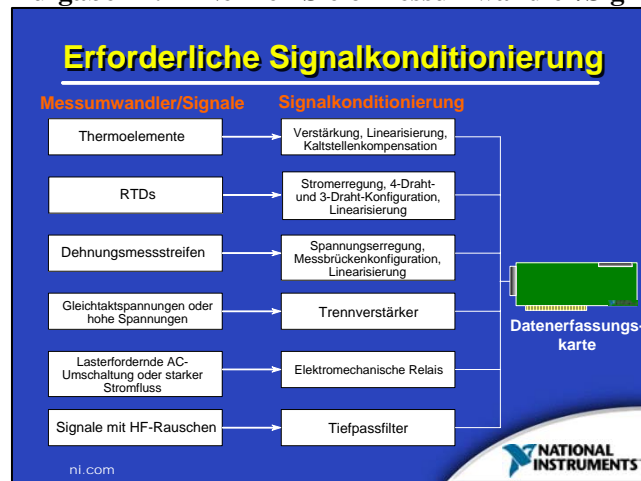 Erforderliche Signalkonditionierung
Messumwandler/Signale
Signalkonditionierung
Thermoelemente
Verstärkung, Linearisierung,
Kaltstellenkompensation
RTDs
Stromerregung, 4-Draht-
und 3-Draht-Konfiguration,
Linearisierung
Dehnungsmessstreifen
Spannungserregung,
Messbrückenkonfiguration,
Linearisierung
Gleichtaktspannungen oder
hohe Spannungen
Trennverstärker
Datenerfassungs-
karte
Lasterfordernde AC-
Umschaltung oder starker
Stromfluss
Elektromechanische Relais
Signale mit HF-Rauschen
Tiefpassfilter
ni.com
NATIONAL
INSTRUMENTS